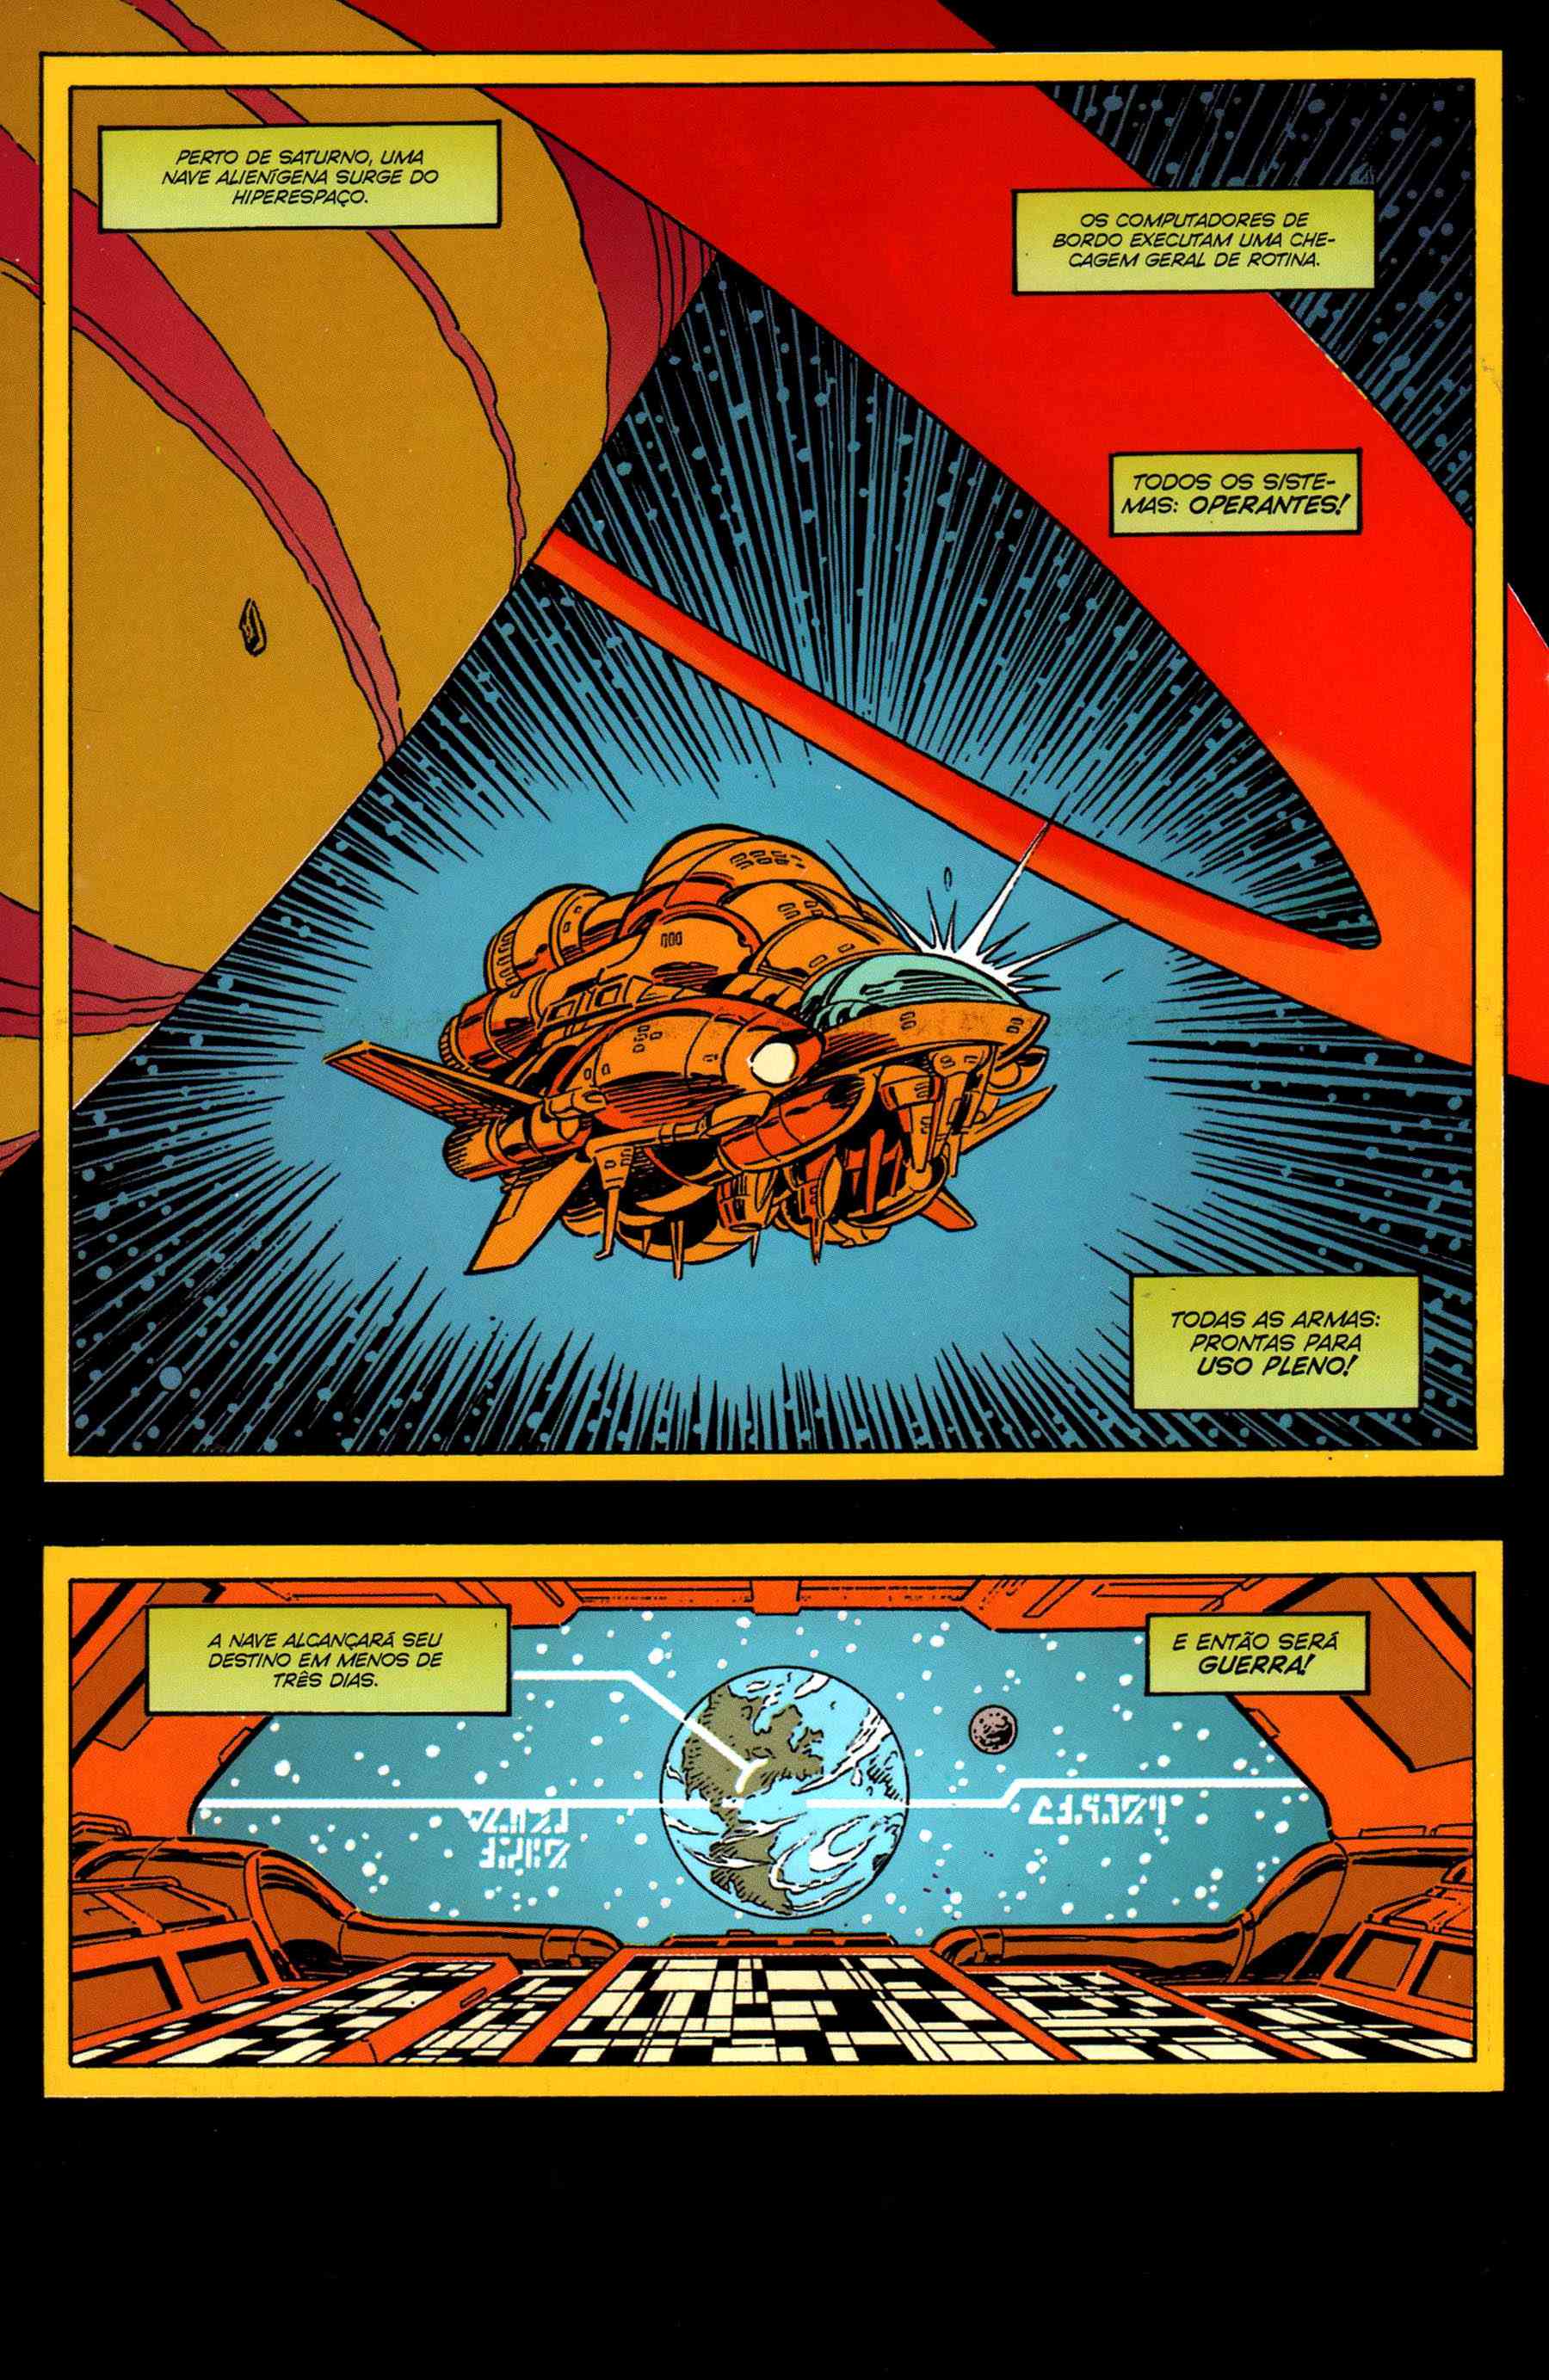 PERTO DE SATURNO, UMA
NAVE ALIENÍGENA SURGE DO
HIPERESPAÇO.
OS COMPUTADORES DE
BORDO EXECUTAM UMA CHE-
CAGEM GERAL DE ROTINA.
TODOS OS SISTE-
MAS: OPERANTES!
TODAS AS ARMAS:
PRONTAS PARA
USO PLENO!
A NAVE ALCANÇARÁ SEU
DESTINO EM MENOS DE
TRÊS DIAS.
E ENTÃO SERÁ
GUERRA!